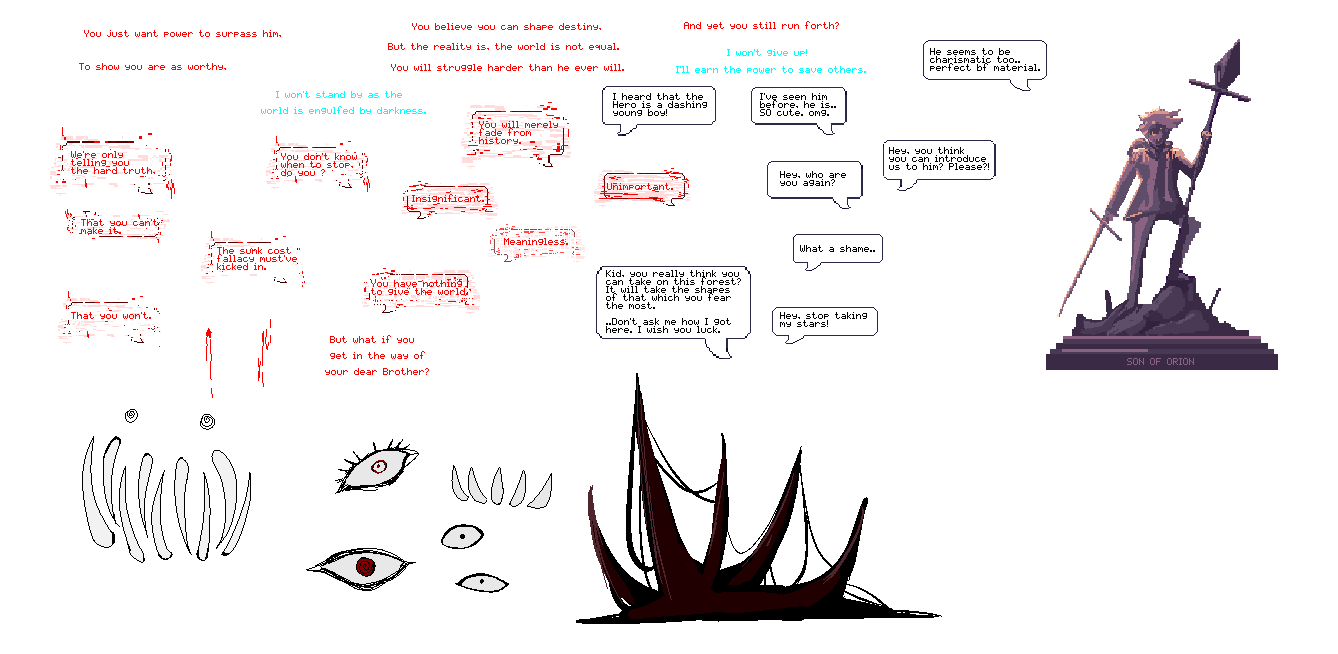 You just want power to surpass him.
To show you are as worthy.
You believe you can shape destiny.
But the reality is, the world is not equal.
You will struggle harder than he ever will.
And yet you still run forth?
I won't give up!
I'll earn the power to save others.
I won't stand by as the
world is engulfed by darkness.
He seems to be
charismatic too..
perfect bf material.
I heard that the
Hero is a dashing
young boy!
I've seen him
before. he is..
SO cute. omg.
You will merely
fade from
history.
We're only
telling you
the hard truth.
You don't know
when to stop,
do you ?
Hey, you think
you can introduce
us to him? Please?!
Hey, who are
you again?
Insignificant.
Unimportant.
That you can't
make it.
The sunk cost
fallacy must've
kicked in.
Meaningless.
What a shame..
You have nothing
to give the world.
Kid, you really think you
can take on this forest?
It will take the shapes
of that which you fear
the most.
..Don't ask me how I got
here. I wish you luck.
That you won't.
Hey, stop taking
my stars!
But what if you
get in the way of
your dear Brother?
SON OF ORION